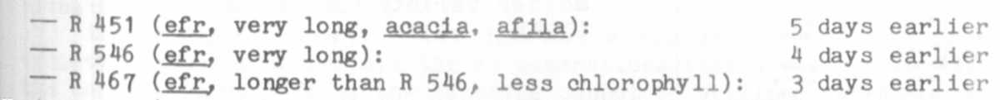 — R 451 (efr, very long, acacia, afila): 5 days earlier
— R 546 (efr, very long): 4 days earlier
— R 467 (efr, longer than R 546, less chlorophyll): 3 days earlier